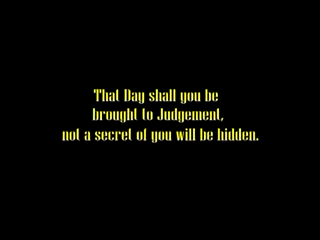 That Day shall you be
brought to Judgement,
not a secret of you will be hidden.